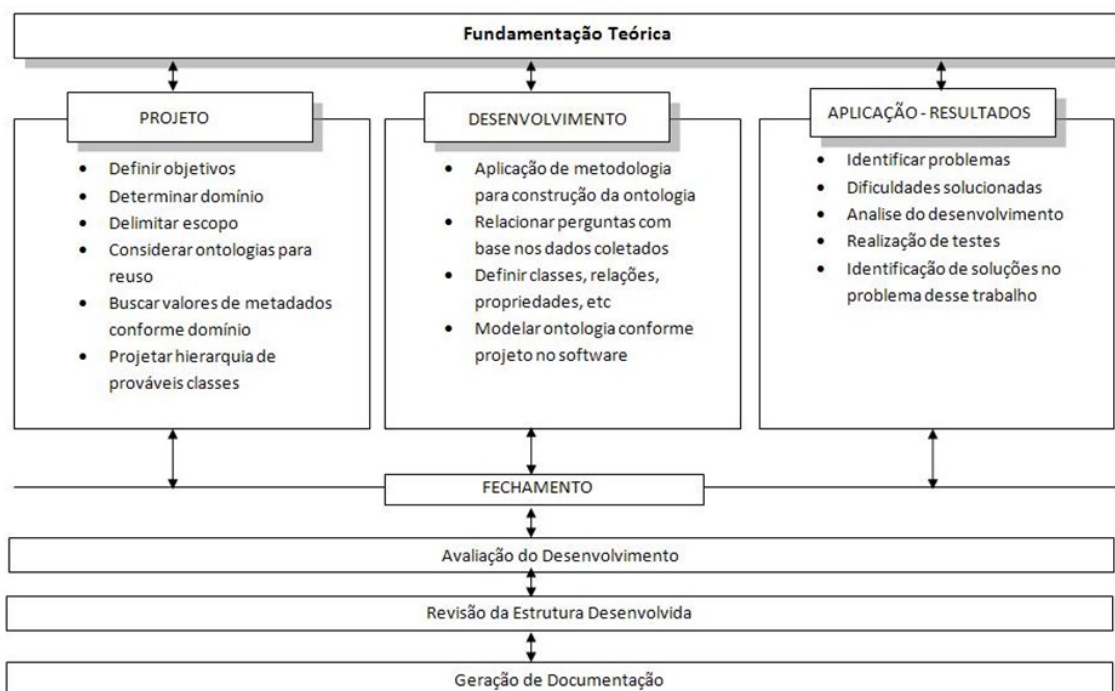 Fundamentação Teórica
PROJETO
Definir objetivos
Determinar domínio
Delimitar escopo
Considerar ontologias para
reuso
Buscar valores de metadados
conforme domínio
Projetar hierarquia de
prováveis classes
DESENVOLVIMENTO
Aplicação de metodologia
para construção da ontologia
Relacionar perguntas com
base nos dados coletados
Definir classes, relações,
propriedades, etc
Modelar ontologia conforme
projeto no software
APLICAÇÃO - RESULTADOS
Identificar problemas
Dificuldades solucionadas
Analise do desenvolvimento
Realização de testes
Identificação de soluções no
problema desse trabalho
FECHAMENTO
Avaliação do Desenvolvimento
Revisão da Estrutura Desenvolvida
Geração de Documentação